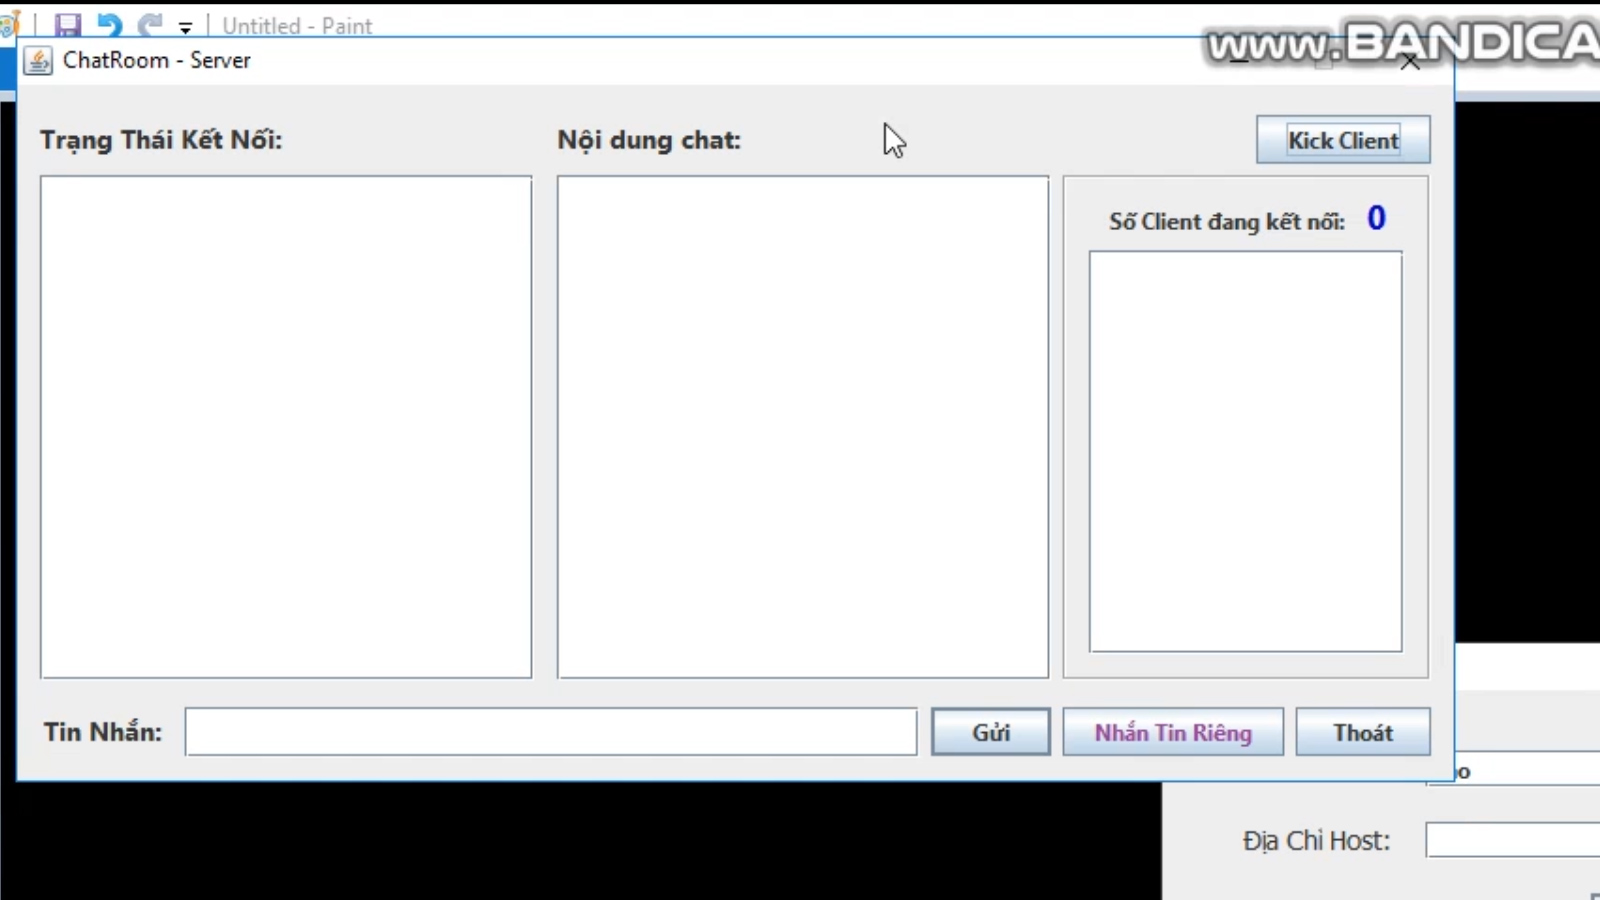 Untitled - Paint
www.BANDICA
ChatRoom - Server
Trạng Thái Kết Nối:
Nội dung chat:
Kick Client
Số Client đang kết nối: 0
Tin Nhắn:
Gửi
Nhắn Tin Riêng
Thoát
Địa Chỉ Host: